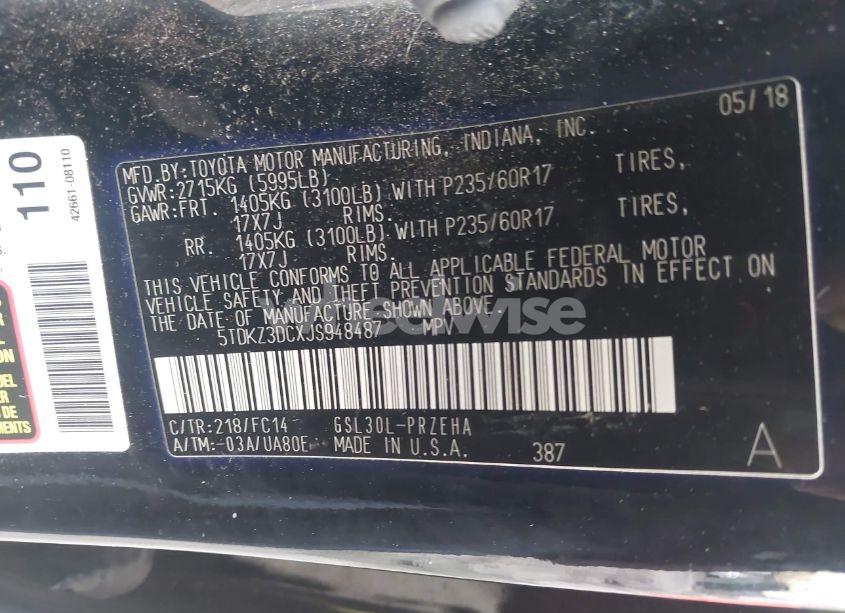 110
42661-08110
05/18
MFD.BY:TOYOTA MOTOR MANUFACTURING, INDIANA, INC.
GVWR:2715KG (5995LB)
GAWR:FRT. 1405KG (3100LB) WITH P235/60R17 TIRES,
17X7J RIMS.
RR. 1405KG (3100LB) WITH P235/60R17 TIRES,
17X7J RIMS.
THIS VEHICLE CONFORMS TO ALL APPLICABLE FEDERAL MOTOR
VEHICLE SAFETY AND THEFT PREVENTION STANDARDS IN EFFECT ON
THE DATE OF MANUFACTURE SHOWN ABOVE.
5TDKZ3DCXJS948487 MPV
C/TR:218/FC14 GSL30L-PRZEHA
A/TM:-03A/UA80E MADE IN U.S.A. 387 A